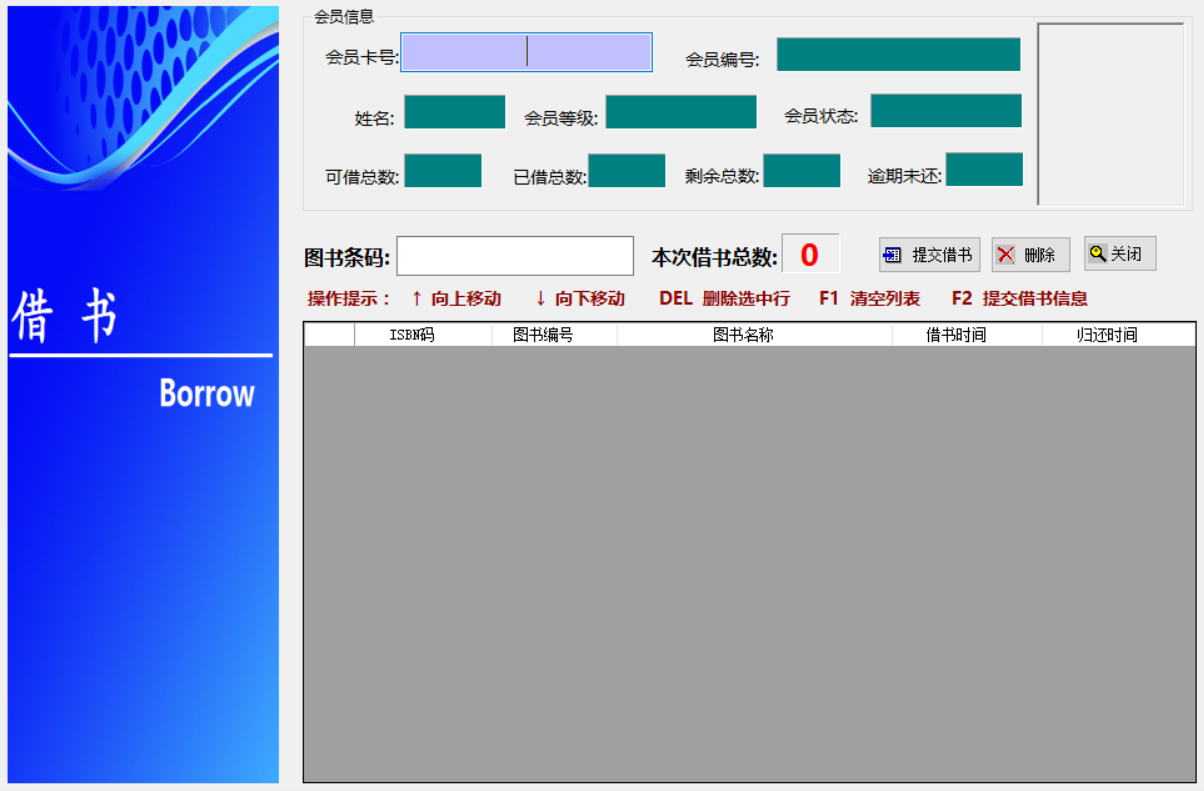 借 书
Borrow
会员信息
会员卡号: 会员编号:
姓名: 会员等级: 会员状态:
可借总数: 已借总数: 剩余总数: 逾期未还:
图书条码: 本次借书总数: 0 提交借书 删除 关闭
操作提示： ↑ 向上移动 ↓ 向下移动 DEL 删除选中行 F1 清空列表 F2 提交借书信息
ISBN码 图书编号 图书名称 借书时间 归还时间